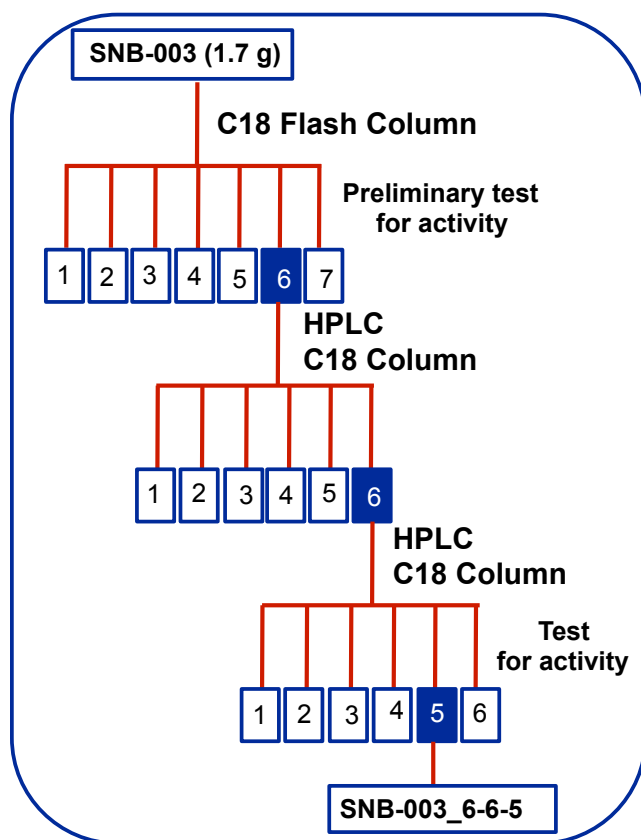 SNB-003 (1.7 g)
C18 Flash Column
Preliminary test
for activity
1 2 3 4 5 6 7
HPLC
C18 Column
1 2 3 4 5 6
HPLC
C18 Column
Test
for activity
1 2 3 4 5 6
SNB-003_6-6-5